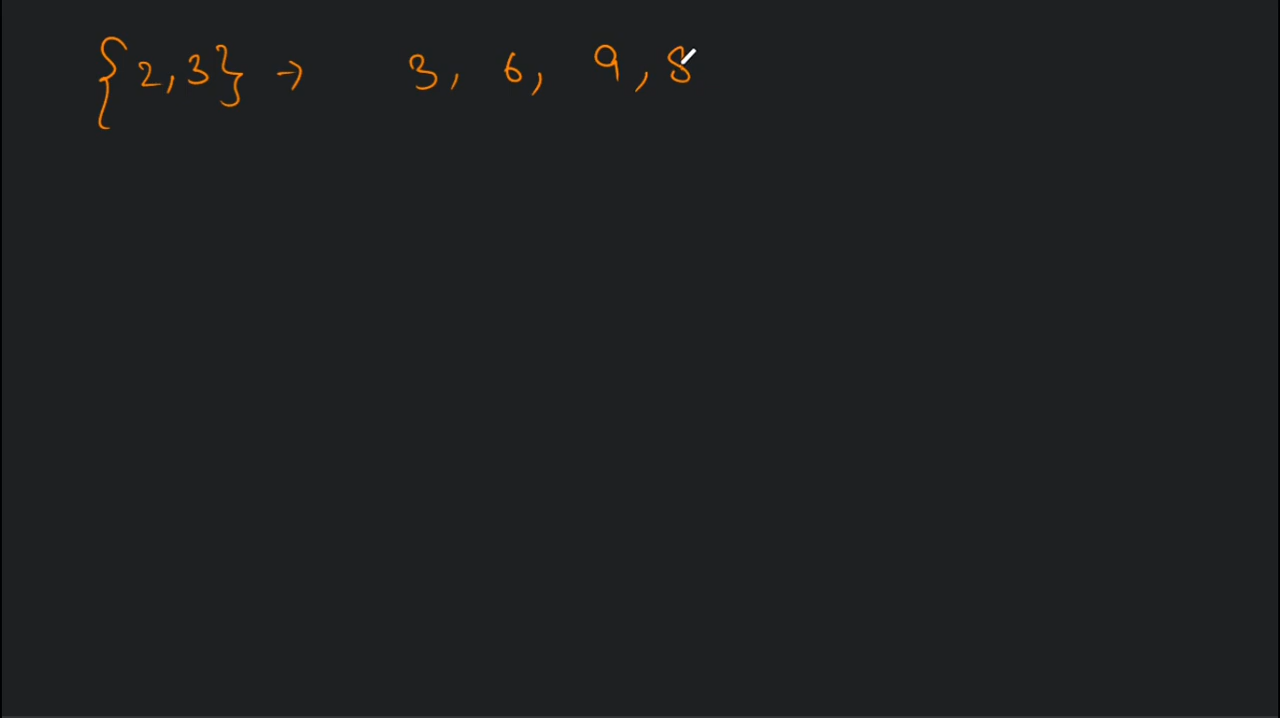 {2,3} → 3, 6, 9, 8